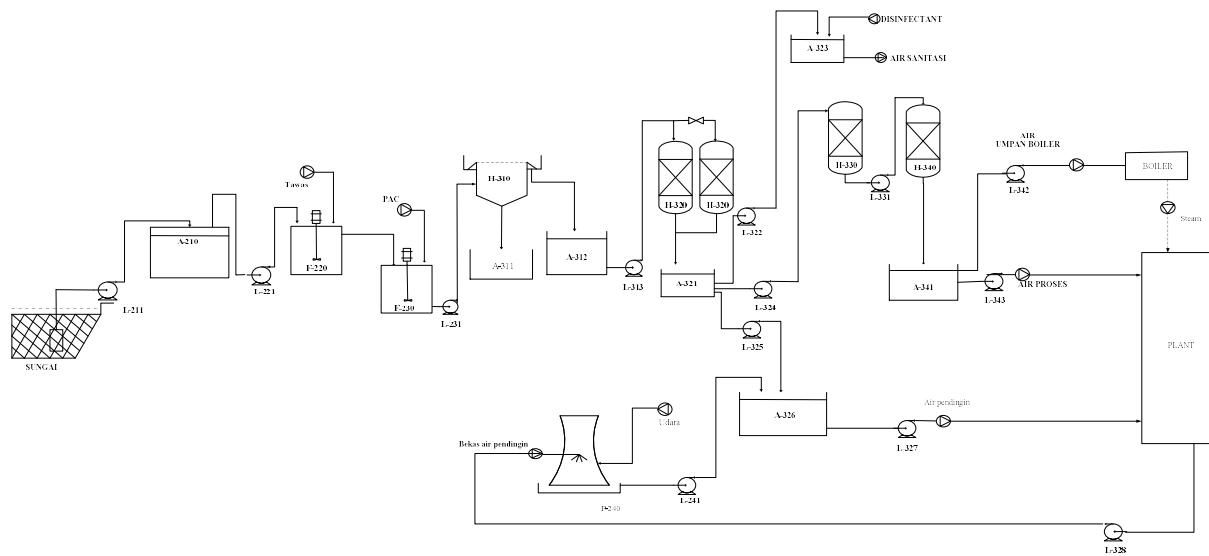 DISINFECTANT
A-323
AIR SANITASI
AIR
UMPAN BOILER
BOILER
Tawas
H-310
H-330
H-340
L-342
PAC
H-320
H-320
L-331
Steam
L-322
A-210
F-220
A-311
A-312
A-321
L-313
L-221
L-324
A-341
L-343
AIR PROSES
L-211
F-230
L-231
L-325
PLANT
SUNGAI
Air pendingin
A-326
Udara
Bekas air pendingin
L-327
L-241
P-240
L-328